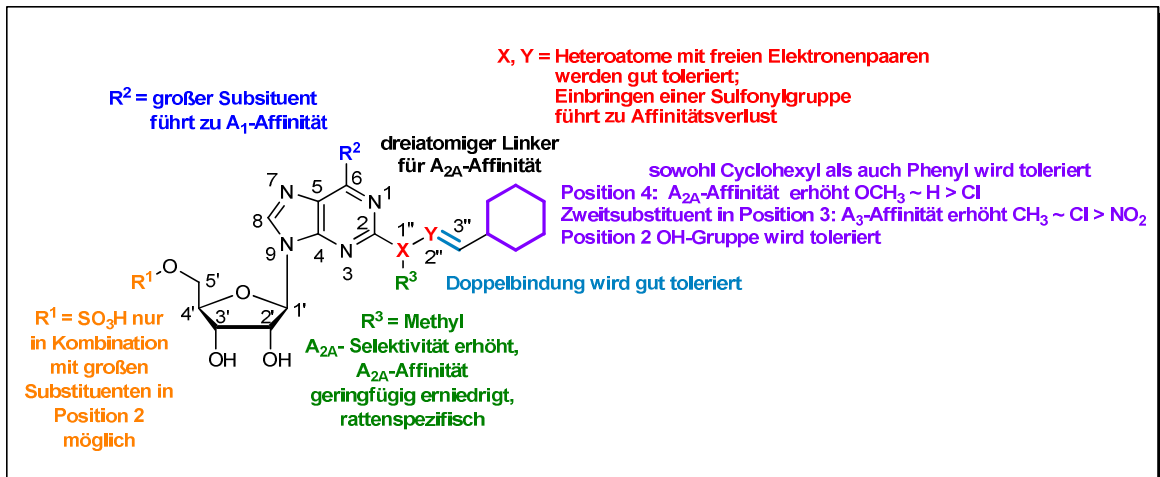 X, Y = Heteroatome mit freien Elektronenpaaren
werden gut toleriert;
Einbringen einer Sulfonylgruppe
führt zu Affinitätsverlust
R² = großer Subsituent
führt zu A₁-Affinität
dreiatomiger Linker
für A₂A-Affinität
sowohl Cyclohexyl als auch Phenyl wird toleriert
Position 4: A₂A-Affinität erhöht OCH₃ ~ H > Cl
Zweitsubstituent in Position 3: A₃-Affinität erhöht CH₃ ~ Cl > NO₂
Position 2 OH-Gruppe wird toleriert
R²
6
7
N
5
N
1
8
2
1''
Y
3''
N
9
4
N
3
X
2''
R³
Doppelbindung wird gut toleriert
R¹
O
5'
O
4'
1'
3'
2'
OH
OH
R¹ = SO₃H nur
in Kombination
mit großen
Substituenten in
Position 2
möglich
R³ = Methyl
A₂A- Selektivität erhöht,
A₂A-Affinität
geringfügig erniedrigt,
rattenspezifisch